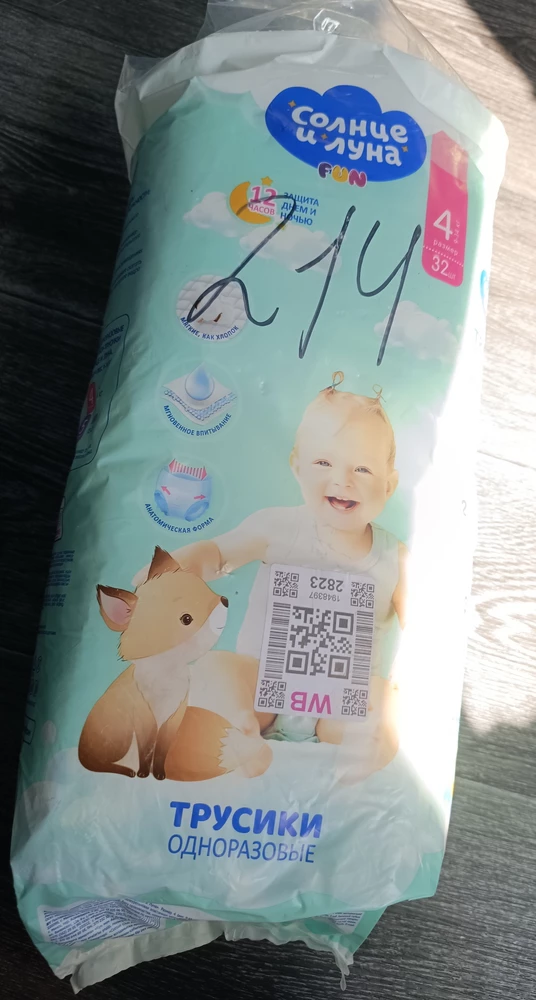 Солнце
и луна
FUN
12
ЧАСОВ
ЗАЩИТА
ДНЕМ И
НОЧЬЮ
4
размер
32 шт
214
МЯГКИЕ, КАК ХЛОПОК
МГНОВЕННОЕ ВПИТЫВАНИЕ
АНАТОМИЧЕСКАЯ ФОРМА
2823
1948397
WB
ТРУСИКИ
ОДНОРАЗОВЫЕ